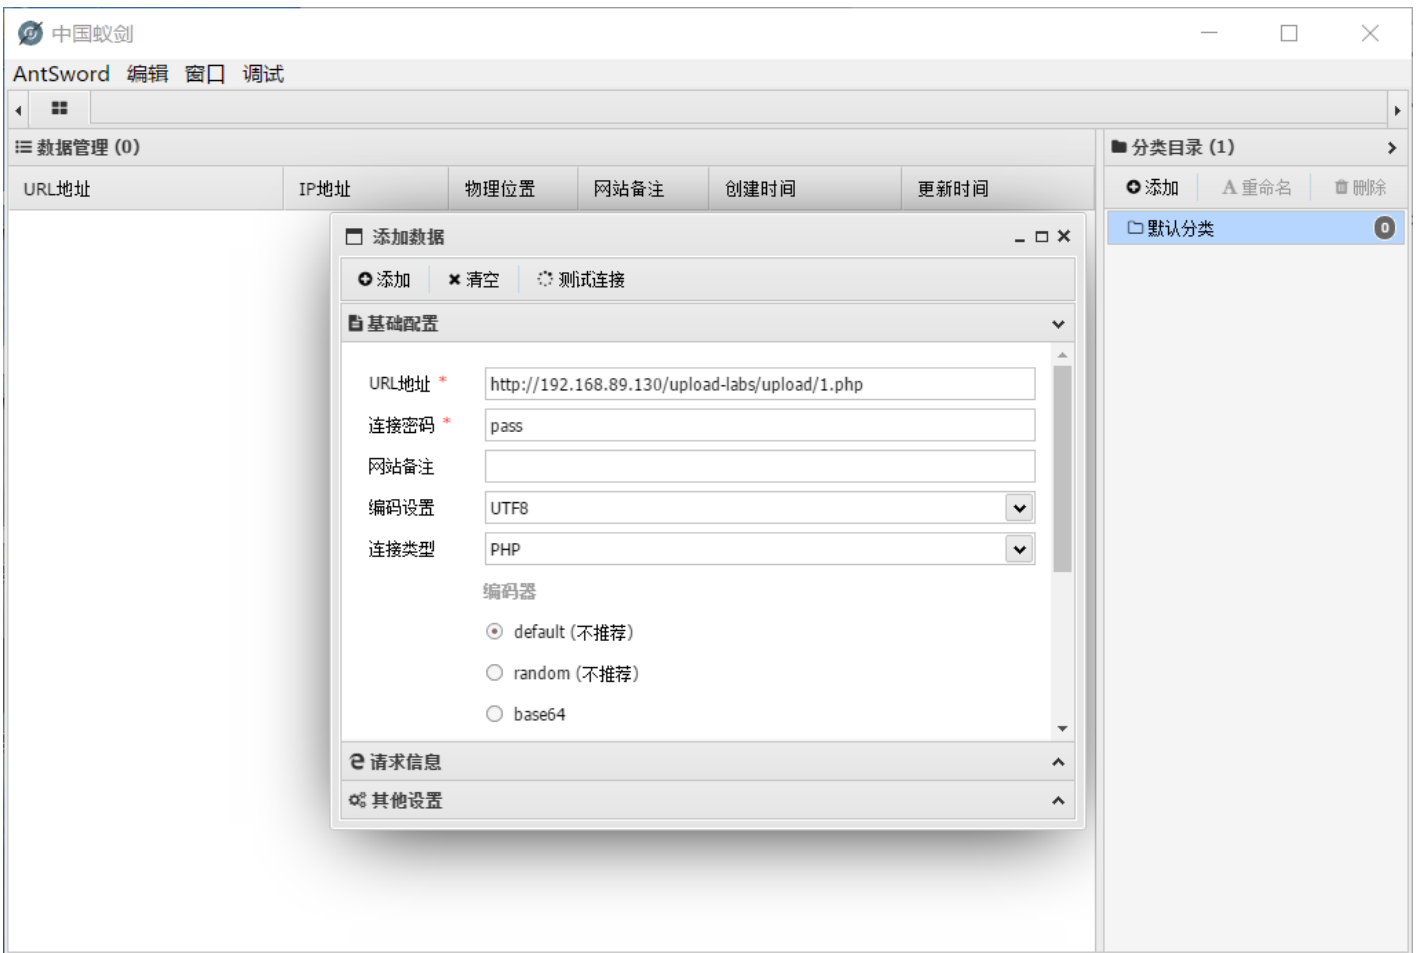 中国蚁剑
AntSword 编辑 窗口 调试
数据管理 (0)
URL地址 IP地址 物理位置 网站备注 创建时间 更新时间
分类目录 (1)
添加 A 重命名 删除
默认分类 0
添加数据
添加 清空 测试连接
基础配置
URL地址 * http://192.168.89.130/upload-labs/upload/1.php
连接密码 * pass
网站备注
编码设置 UTF8
连接类型 PHP
编码器
default (不推荐)
random (不推荐)
base64
请求信息
其他设置